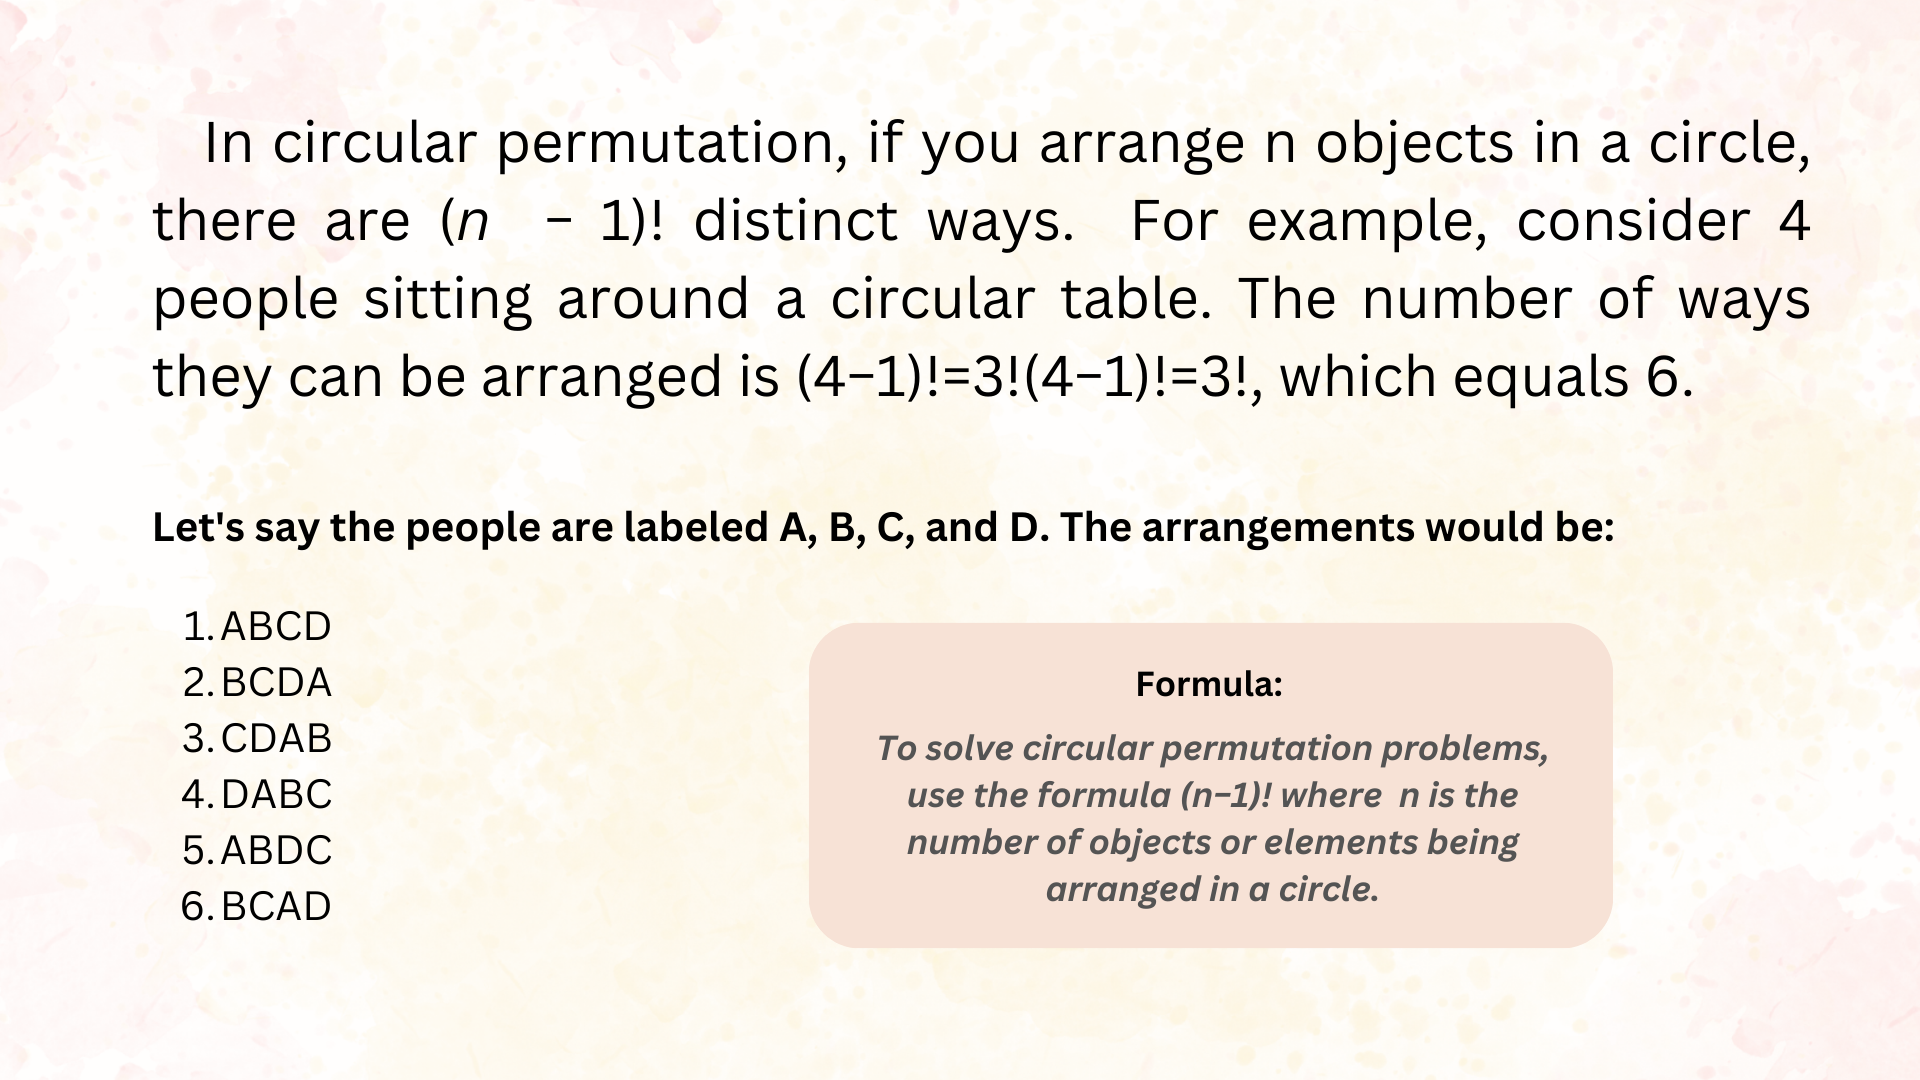 In circular permutation, if you arrange n objects in a circle,
there are (n − 1)! distinct ways. For example, consider 4
people sitting around a circular table. The number of ways
they can be arranged is (4−1)!=3!(4−1)!=3!, which equals 6.
Let's say the people are labeled A, B, C, and D. The arrangements would be:
1. ABCD
2. BCDA
3. CDAB
4. DABC
5. ABDC
6. BCAD
Formula:
To solve circular permutation problems,
use the formula (n−1)! where n is the
number of objects or elements being
arranged in a circle.